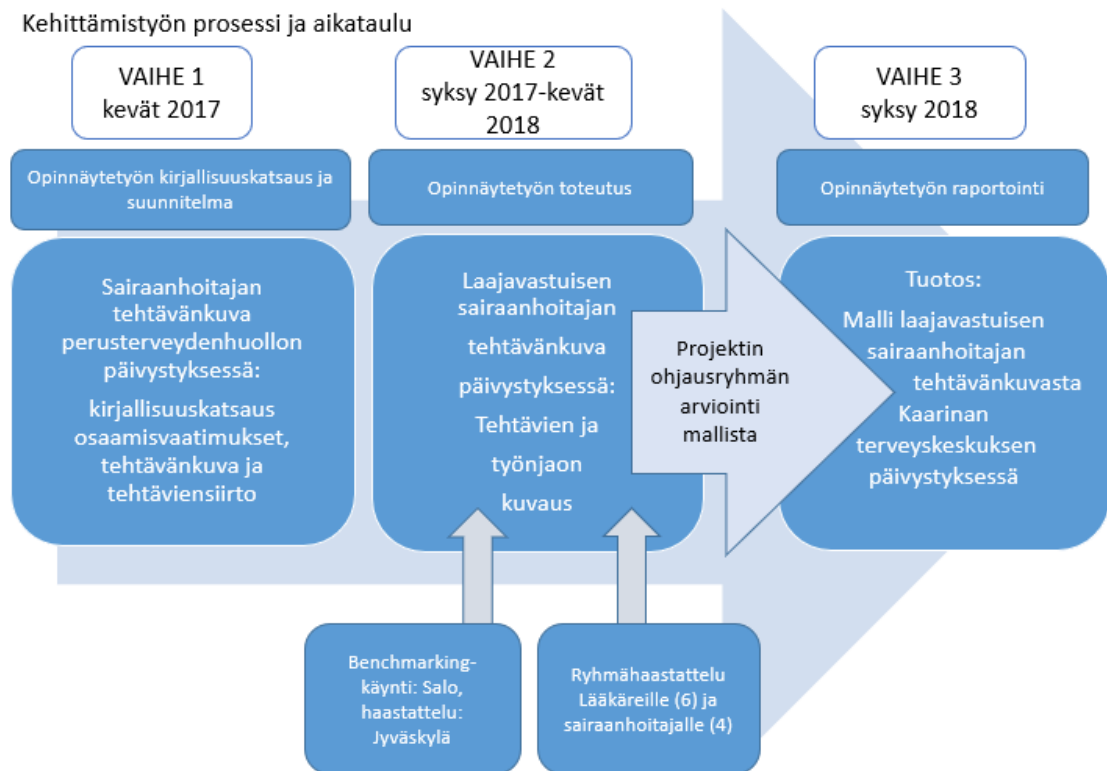 Kehittämistyön prosessi ja aikataulu
VAIHE 1
kevät 2017
VAIHE 2
syksy 2017-kevät
2018
VAIHE 3
syksy 2018
Opinnäytetyön kirjallisuuskatsaus ja
suunnitelma
Opinnäytetyön toteutus
Opinnäytetyön raportointi
Sairaanhoitajan
tehtävänkuva
perusterveydenhuollon
päivystyksessä:
kirjallisuuskatsaus
osaamisvaatimukset,
tehtävänkuva ja
tehtäviensiirto
Laajavastuisen
sairaanhoitajan
tehtävänkuva
päivystyksessä:
Tehtävien ja
työnjaon
kuvaus
Projektin
ohjausryhmän
arviointi
mallista
Tuotos:
Malli laajavastuisen
sairaanhoitajan
tehtävänkuvasta
Kaarinan
terveyskeskuksen
päivystyksessä
Benchmarking-
käynti: Salo,
haastattelu:
Jyväskylä
Ryhmähaastattelu
Lääkäreille (6) ja
sairaanhoitajalle (4)